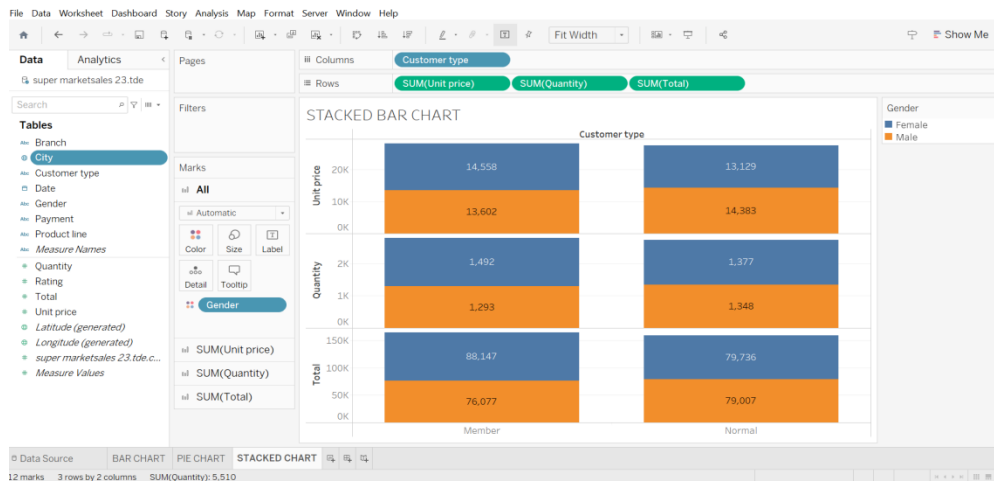 File Data Worksheet Dashboard Story Analysis Map Format Server Window Help
Fit Width
Show Me
Data Analytics
super marketsales 23.tde
Search
Tables
Abc Branch
City
Abc Customer type
Date
Abc Gender
Abc Payment
Abc Product line
Abc Measure Names
Quantity
Rating
Total
Unit price
Latitude (generated)
Longitude (generated)
super marketsales 23.tde.c...
Measure Values
Pages
Filters
Marks
All
Automatic
Color Size Label
Detail Tooltip
Gender
SUM(Unit price)
SUM(Quantity)
SUM(Total)
Columns Customer type
Rows SUM(Unit price) SUM(Quantity) SUM(Total)
STACKED BAR CHART
Customer type
Unit price
20K
10K
0K
14,558 13,129
13,602 14,383
Quantity
2K
1K
0K
1,492 1,377
1,293 1,348
Total
150K
100K
50K
0K
88,147 79,736
76,077 79,007
Member Normal
Gender
Female
Male
Data Source BAR CHART PIE CHART STACKED CHART
12 marks 3 rows by 2 columns SUM(Quantity): 5,510